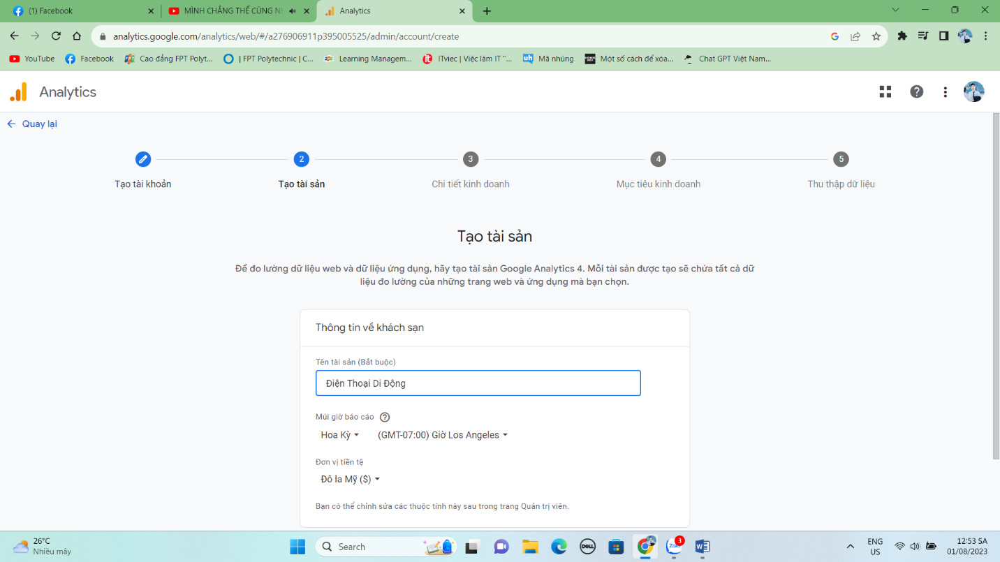 (1) Facebook
MÌNH CHẲNG THỂ CÙNG NH
Analytics
analytics.google.com/analytics/web/#/a276906911p395005525/admin/account/create
YouTube
Facebook
Cao đẳng FPT Polyt...
| FPT Polytechnic | C...
Learning Managem...
ITviec | Việc làm IT "...
Mã nhúng
Một số cách để xóa...
Chat GPT Việt Nam...
Analytics
Quay lại
2
3
4
5
Tạo tài khoản
Tạo tài sản
Chi tiết kinh doanh
Mục tiêu kinh doanh
Thu thập dữ liệu
Tạo tài sản
Để đo lường dữ liệu web và dữ liệu ứng dụng, hãy tạo tài sản Google Analytics 4. Mỗi tài sản được tạo sẽ chứa tất cả dữ
liệu đo lường của những trang web và ứng dụng mà bạn chọn.
Thông tin về khách sạn
Tên tài sản (Bắt buộc)
Điện Thoại Di Động
Múi giờ báo cáo
Hoa Kỳ
(GMT-07:00) Giờ Los Angeles
Đơn vị tiền tệ
Đô la Mỹ ($)
Bạn có thể chỉnh sửa các thuộc tính này sau trong trang Quản trị viên.
26°C
Nhiều mây
Search
DELL
Zalo
3
W
ENG
US
12:53 SA
01/08/2023